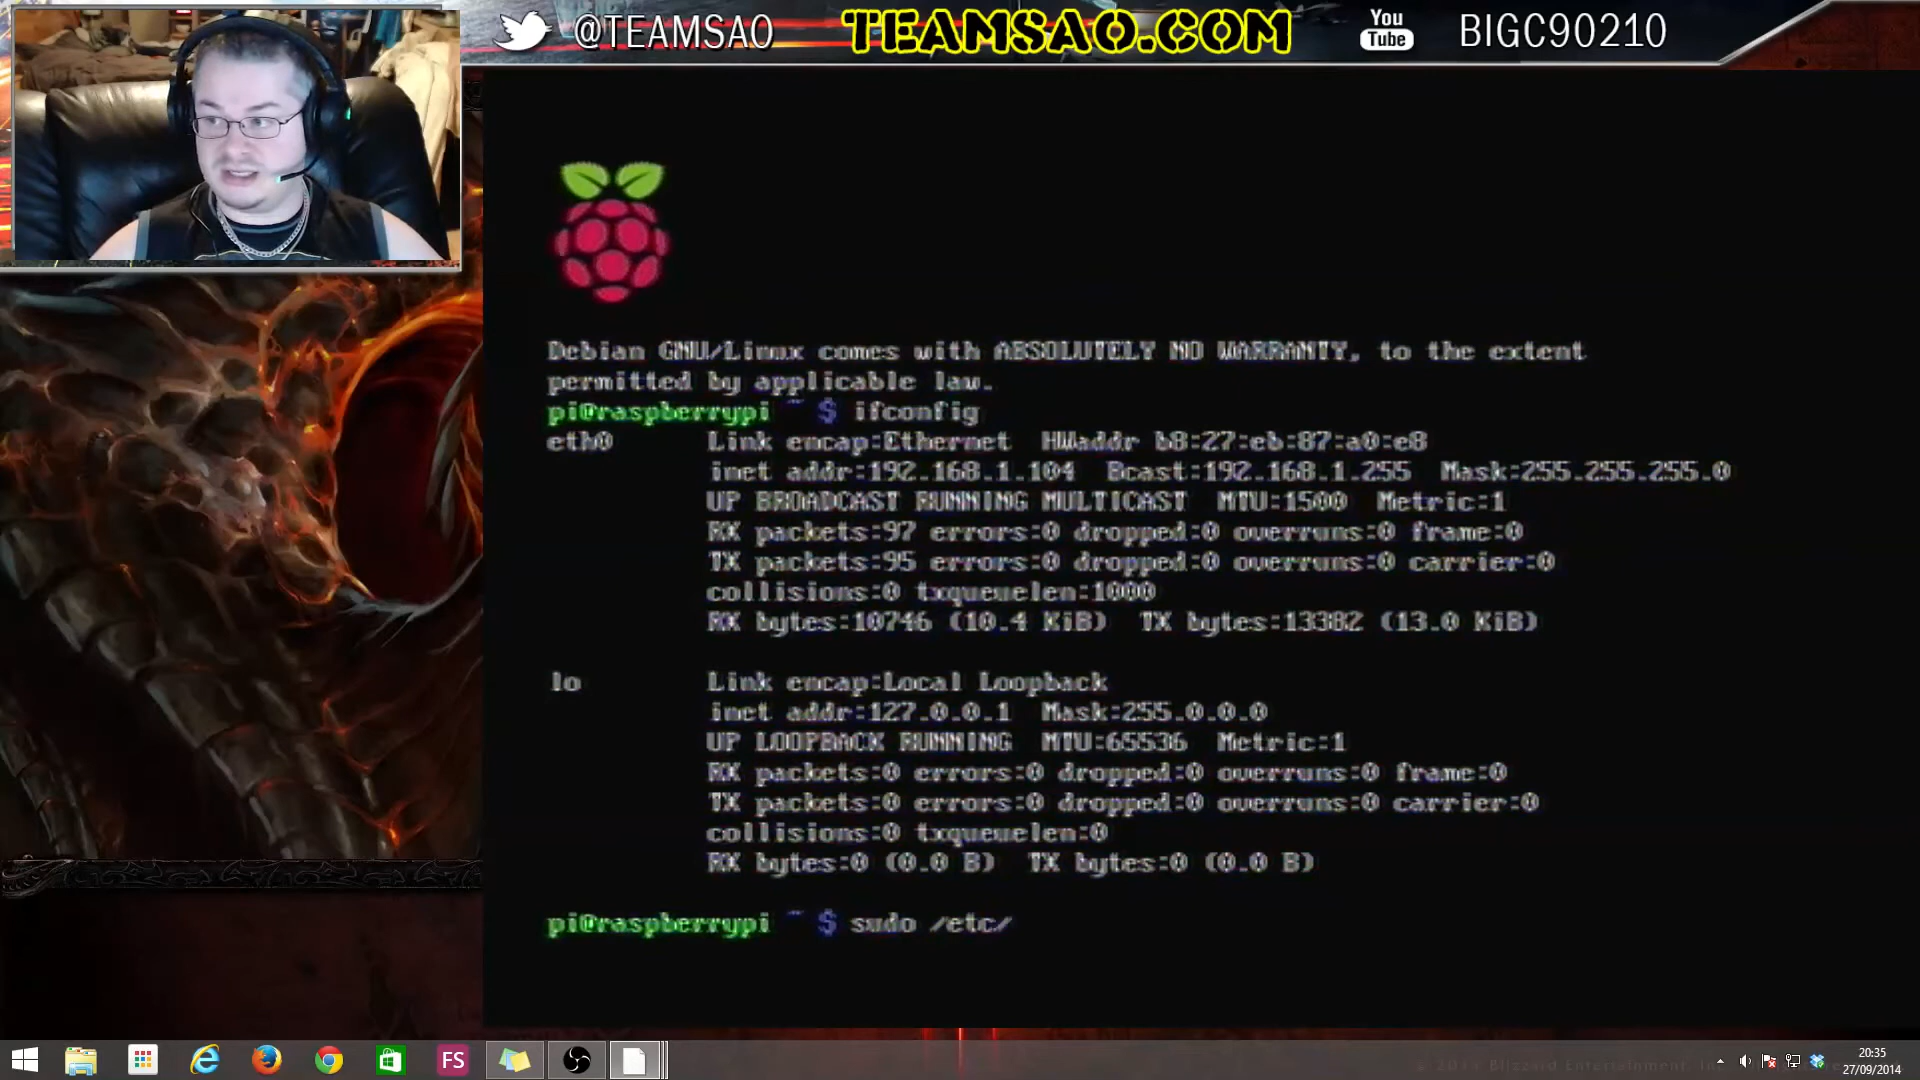 @TEAMSAO
TEAMSAO.COM
You
Tube
BIGC90210
Debian GNU/Linux comes with ABSOLUTELY NO WARRANTY, to the extent
permitted by applicable law.
pi@raspberrypi ~ $ ifconfig
eth0 Link encap:Ethernet HWaddr b8:27:eb:87:a0:e8
inet addr:192.168.1.104 Bcast:192.168.1.255 Mask:255.255.255.0
UP BROADCAST RUNNING MULTICAST MTU:1500 Metric:1
RX packets:97 errors:0 dropped:0 overruns:0 frame:0
TX packets:95 errors:0 dropped:0 overruns:0 carrier:0
collisions:0 txqueuelen:1000
RX bytes:10746 (10.4 KiB) TX bytes:13382 (13.0 KiB)
lo Link encap:Local Loopback
inet addr:127.0.0.1 Mask:255.0.0.0
UP LOOPBACK RUNNING MTU:65536 Metric:1
RX packets:0 errors:0 dropped:0 overruns:0 frame:0
TX packets:0 errors:0 dropped:0 overruns:0 carrier:0
collisions:0 txqueuelen:0
RX bytes:0 (0.0 B) TX bytes:0 (0.0 B)
pi@raspberrypi ~ $ sudo /etc/
FS
Blizzard Entertainment, Inc.
20:35
27/09/2014